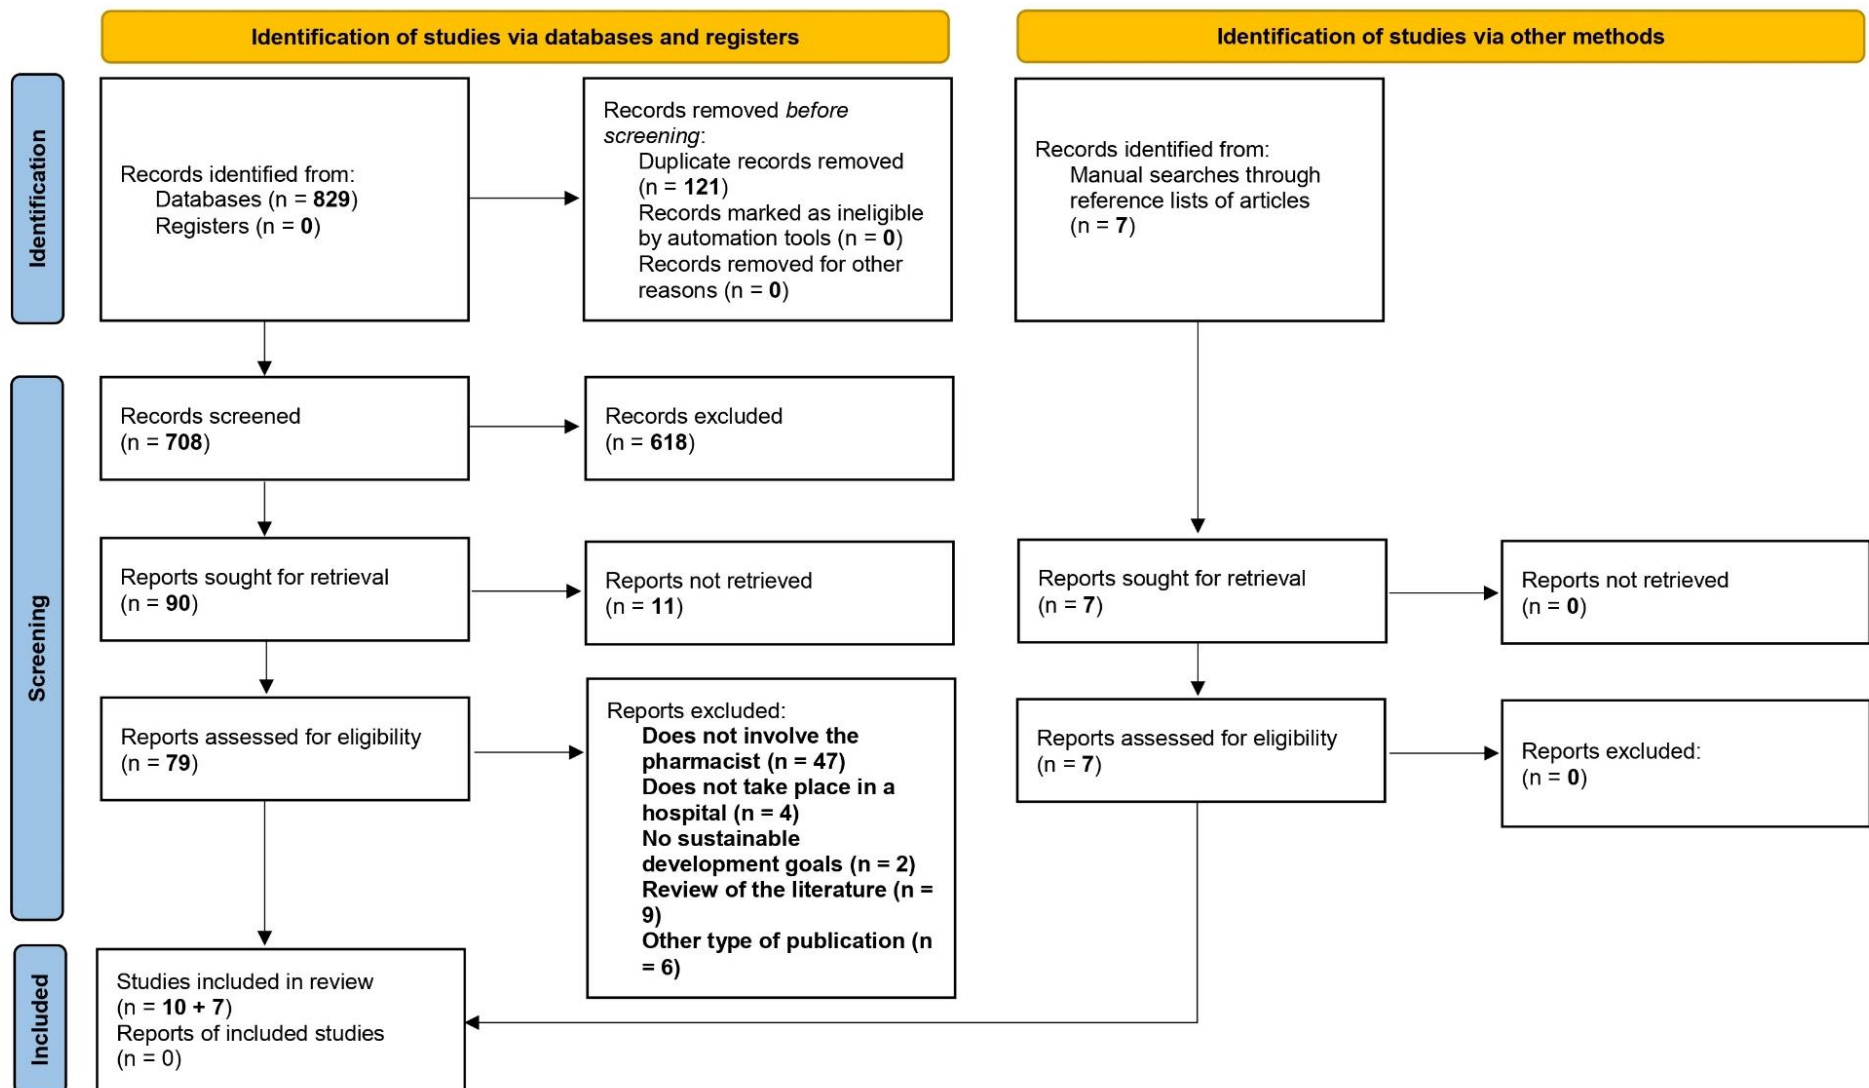 Identification of studies via databases and registers
Identification of studies via other methods
Identification
Records identified from:
Databases (n = 829)
Registers (n = 0)
Records removed before
screening:
Duplicate records removed
(n = 121)
Records marked as ineligible
by automation tools (n = 0)
Records removed for other
reasons (n = 0)
Records identified from:
Manual searches through
reference lists of articles
(n = 7)
Screening
Records screened
(n = 708)
Records excluded
(n = 618)
Reports sought for retrieval
(n = 90)
Reports not retrieved
(n = 11)
Reports sought for retrieval
(n = 7)
Reports not retrieved
(n = 0)
Reports assessed for eligibility
(n = 79)
Reports excluded:
Does not involve the
pharmacist (n = 47)
Does not take place in a
hospital (n = 4)
No sustainable
development goals (n = 2)
Review of the literature (n =
9)
Other type of publication (n
= 6)
Reports assessed for eligibility
(n = 7)
Reports excluded:
(n = 0)
Included
Studies included in review
(n = 10 + 7)
Reports of included studies
(n = 0)